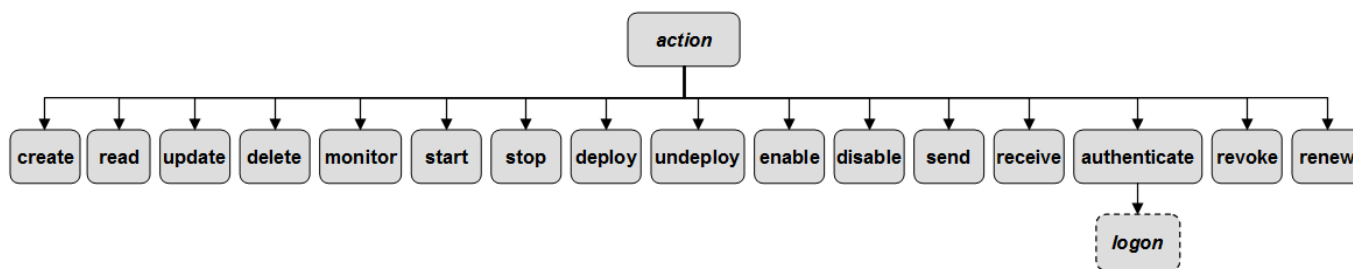 action
create
read
update
delete
monitor
start
stop
deploy
undeploy
enable
disable
send
receive
authenticate
revoke
renew
logon